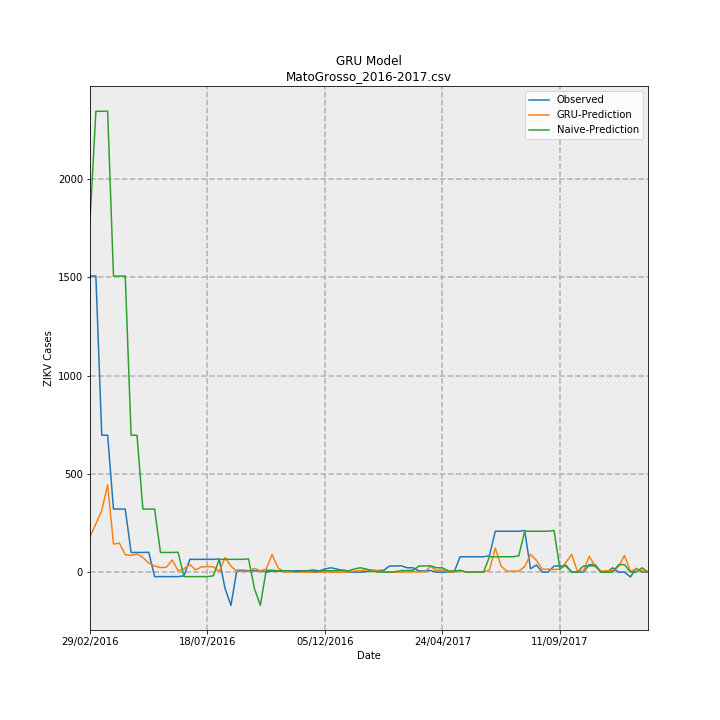 GRU Model
MatoGrosso_2016-2017.csv
Observed
GRU-Prediction
Naive-Prediction
2000
1500
1000
500
0
ZIKV Cases
29/02/2016
18/07/2016
05/12/2016
24/04/2017
11/09/2017
Date